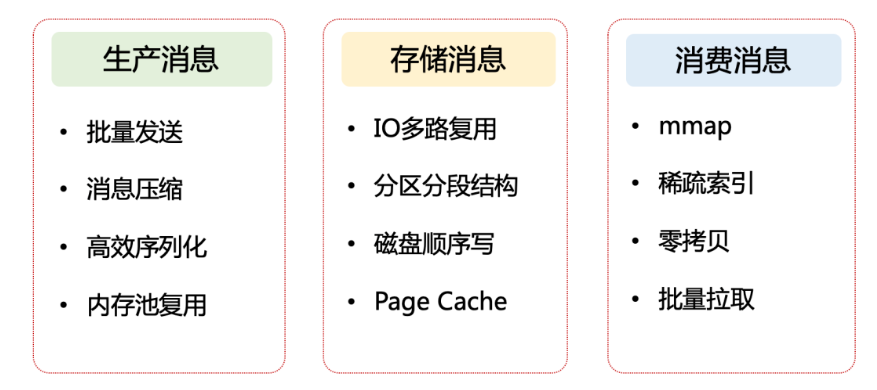 生产消息
• 批量发送
• 消息压缩
• 高效序列化
• 内存池复用
存储消息
• IO多路复用
• 分区分段结构
• 磁盘顺序写
• Page Cache
消费消息
• mmap
• 稀疏索引
• 零拷贝
• 批量拉取